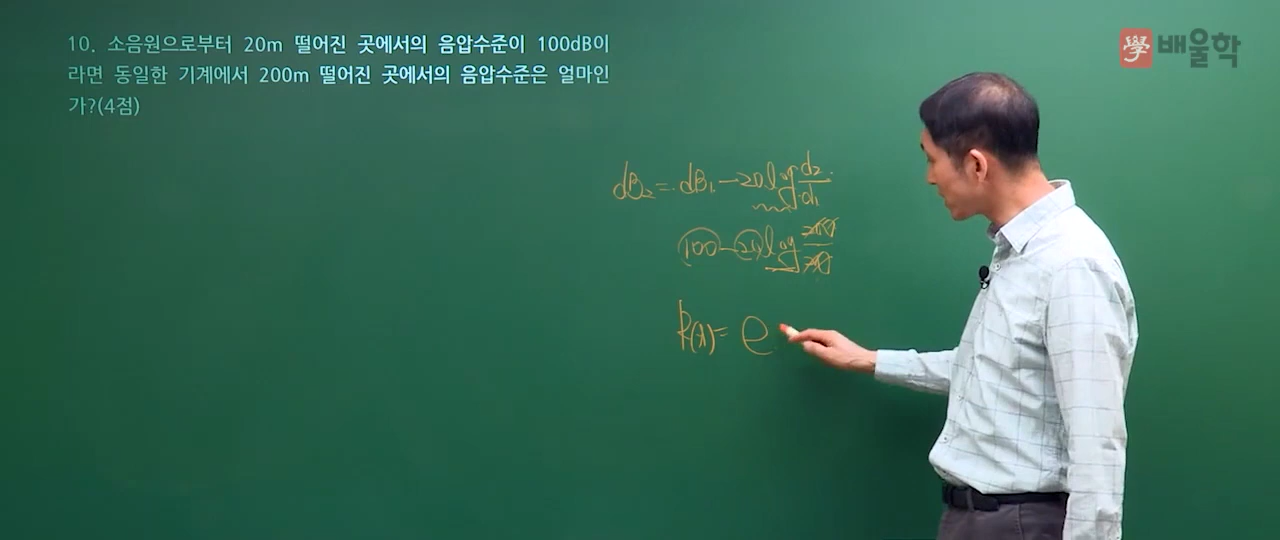 10. 소음원으로부터 20m 떨어진 곳에서의 음압수준이 100dB이
라면 동일한 기계에서 200m 떨어진 곳에서의 음압수준은 얼마인
가?(4점)
學 배울학
dB₂ = dB₁ - 20log d₂/d₁
100 - 20log 200/20
R(λ) = e